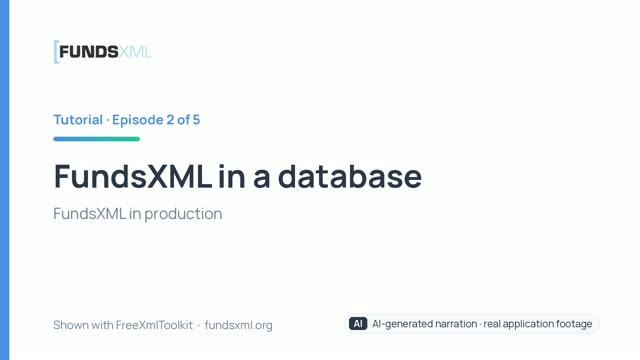 FUNDSXML
Tutorial · Episode 2 of 5
FundsXML in a database
FundsXML in production
Shown with FreeXmlToolkit · fundsxml.org
AI AI-generated narration · real application footage